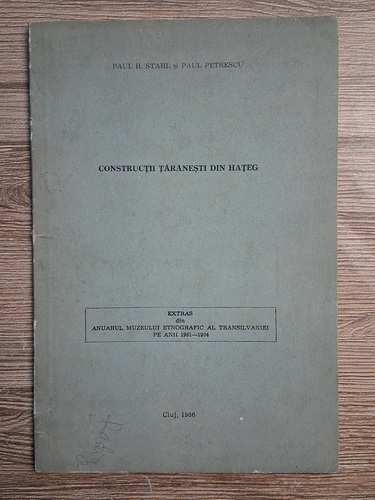 PAUL H. STAHL și PAUL PETRESCU
CONSTRUCȚII ȚĂRĂNEȘTI DIN HAȚEG
EXTRAS
din
ANUARUL MUZEULUI ETNOGRAFIC AL TRANSILVANIEI
PE ANII 1961—1964
Cluj, 1966